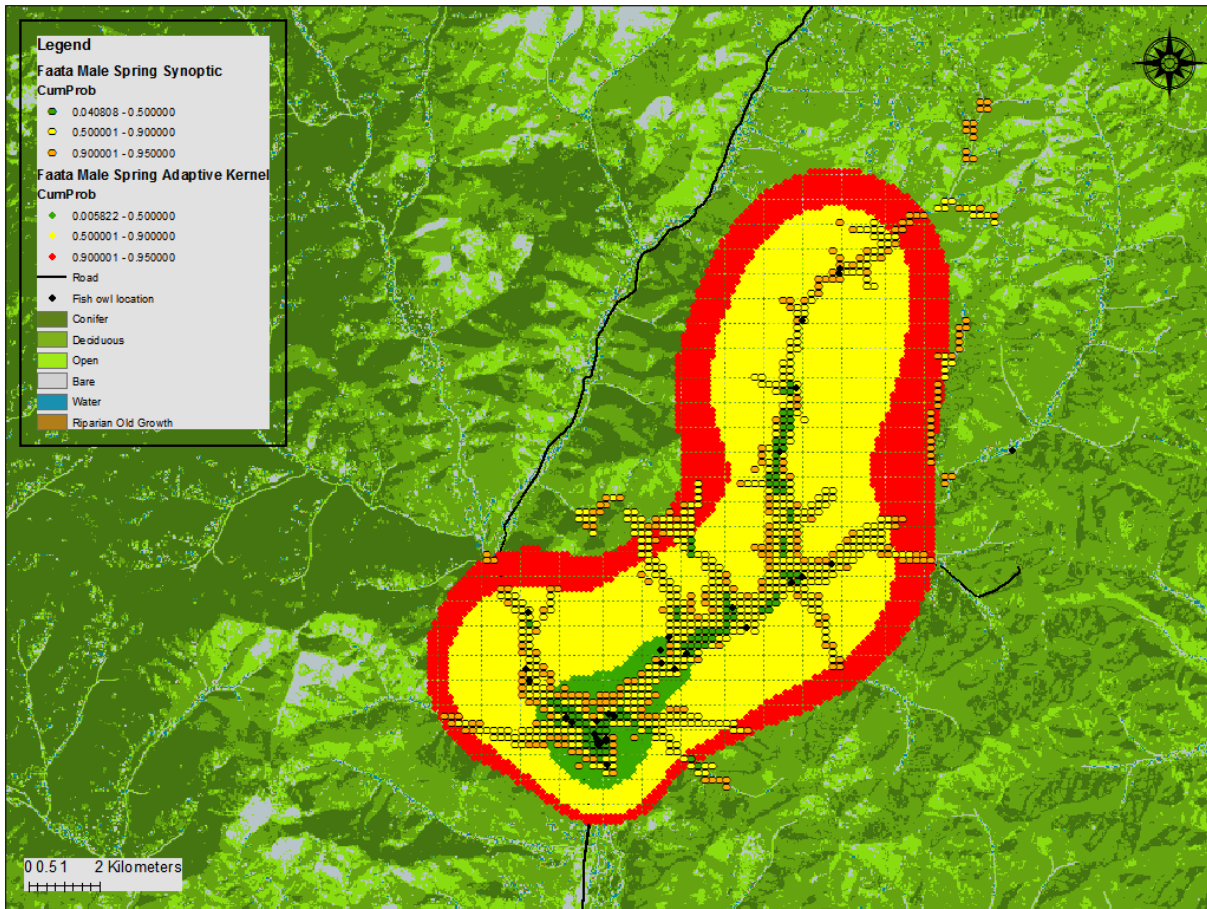 Legend
Faata Male Spring Synoptic
CumProb
0.040808 - 0.500000
0.500001 - 0.900000
0.900001 - 0.950000
Faata Male Spring Adaptive Kernel
CumProb
0.005822 - 0.500000
0.500001 - 0.900000
0.900001 - 0.950000
Road
Fish owl location
Conifer
Deciduous
Open
Bare
Water
Riparian Old Growth
0 0.5 1 2 Kilometers